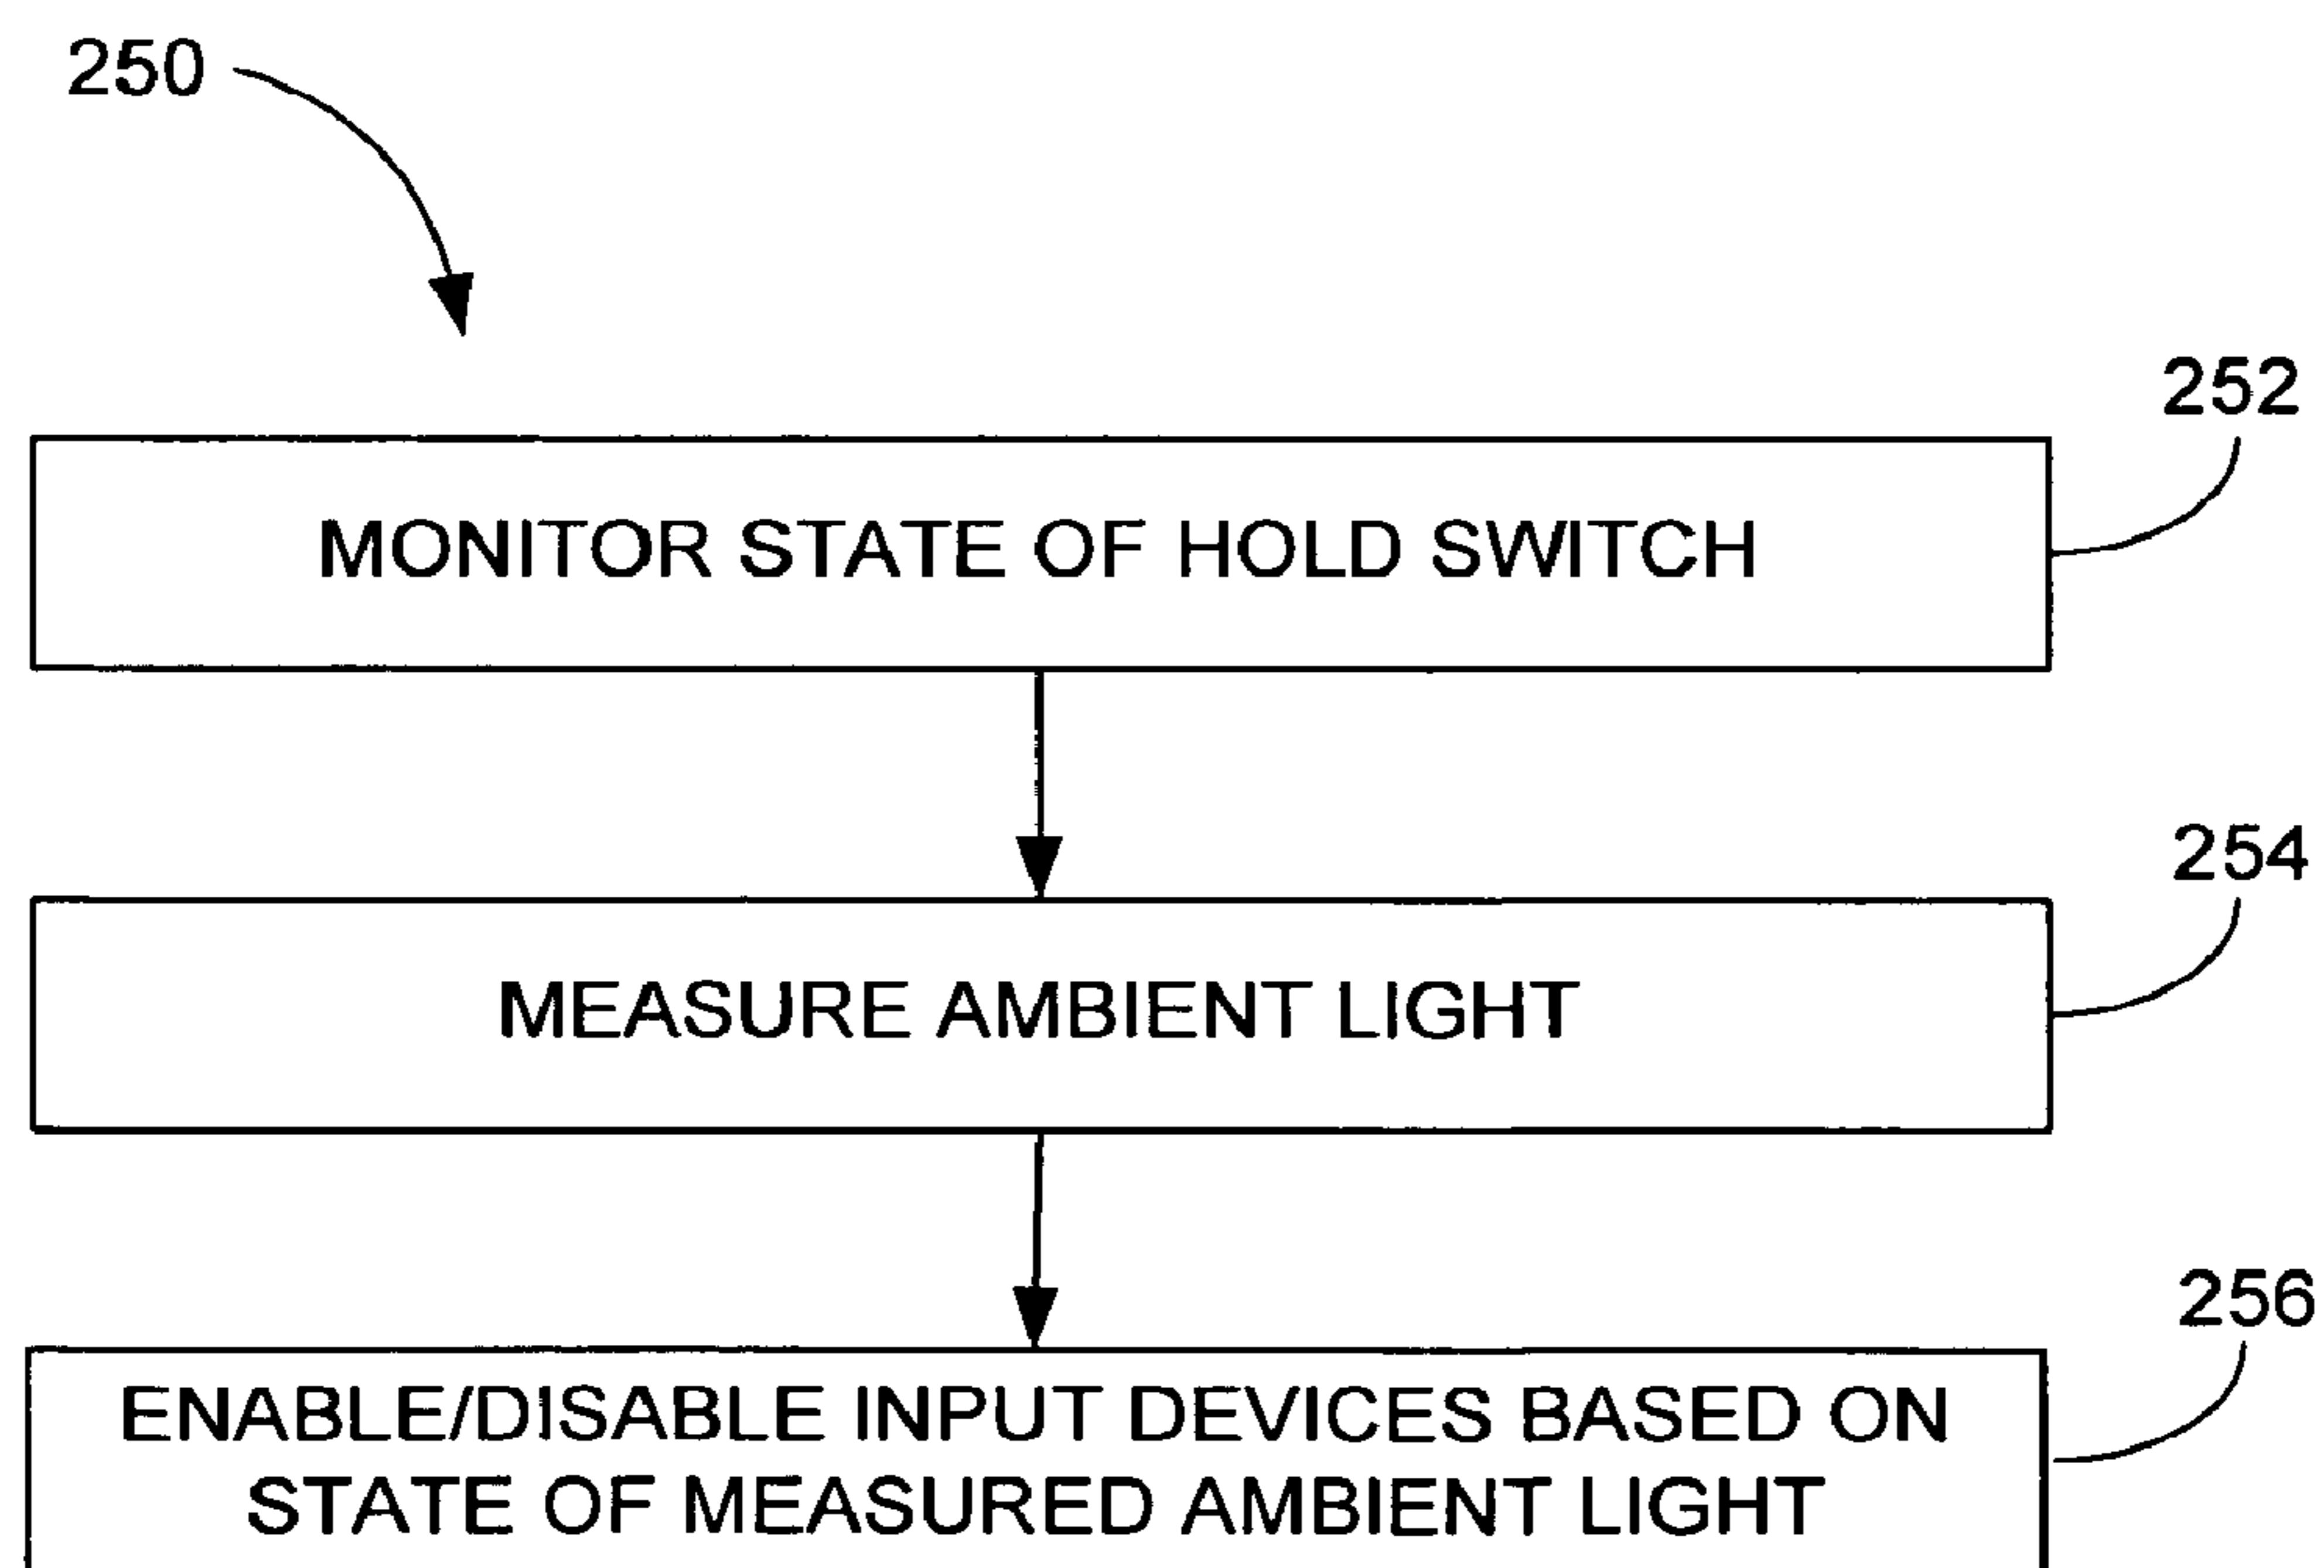 250
252
MONITOR STATE OF HOLD SWITCH
254
MEASURE AMBIENT LIGHT
256
ENABLE/DISABLE INPUT DEVICES BASED ON
STATE OF MEASURED AMBIENT LIGHT